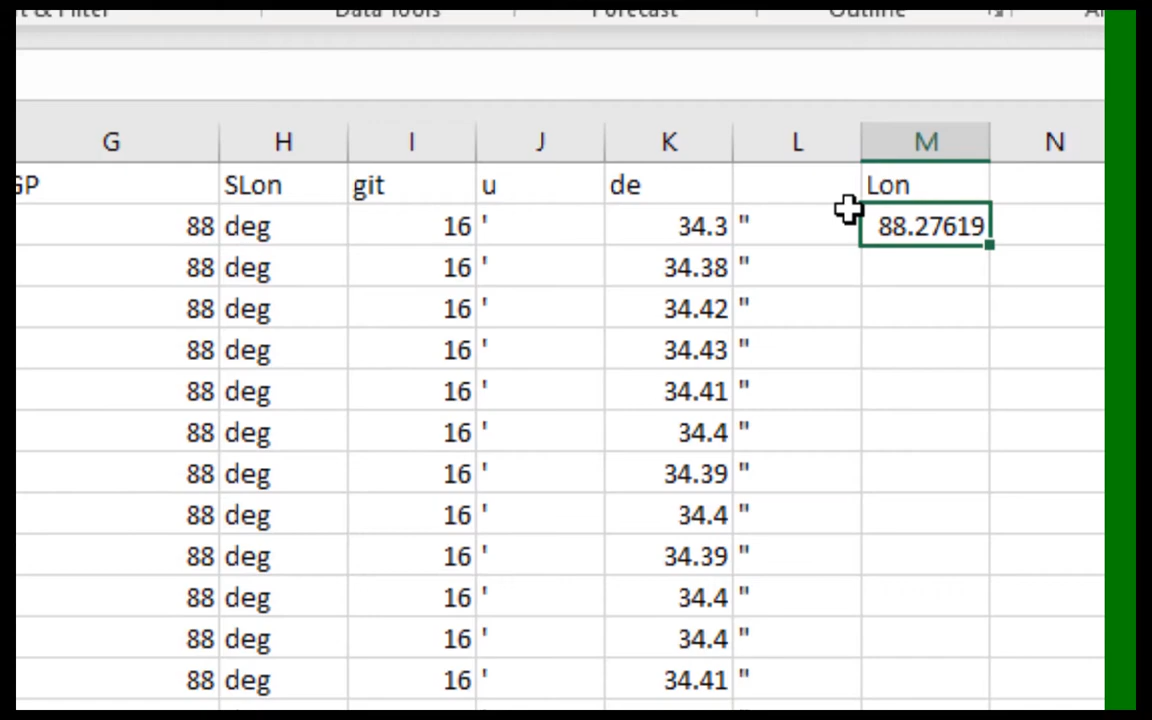 Data Tools Forecast Outline
G H I J K L M N
GP SLon git u de Lon
88 deg 16 ' 34.3 " 88.27619
88 deg 16 ' 34.38 "
88 deg 16 ' 34.42 "
88 deg 16 ' 34.43 "
88 deg 16 ' 34.41 "
88 deg 16 ' 34.4 "
88 deg 16 ' 34.39 "
88 deg 16 ' 34.4 "
88 deg 16 ' 34.39 "
88 deg 16 ' 34.4 "
88 deg 16 ' 34.4 "
88 deg 16 ' 34.41 "